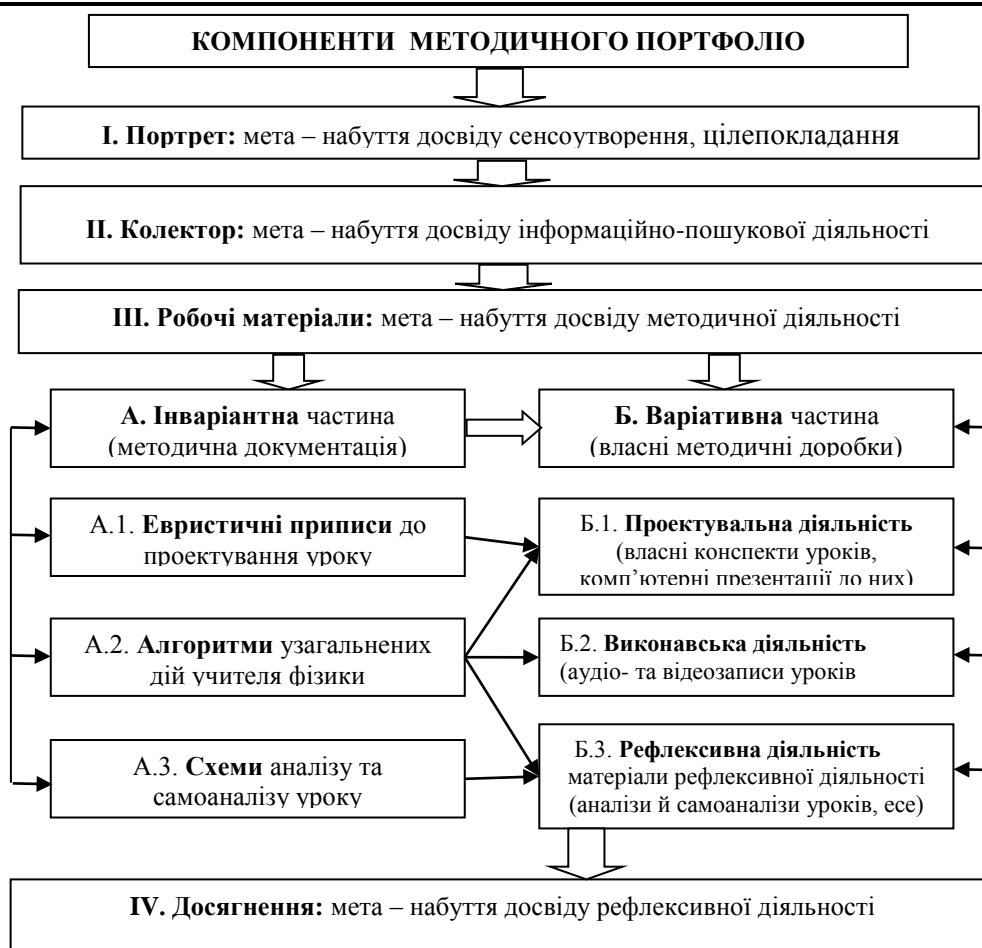 КОМПОНЕНТИ МЕТОДИЧНОГО ПОРТФОЛІО
І. Портрет: мета – набуття досвіду сенсоутворення, цілепокладання
ІІ. Колектор: мета – набуття досвіду інформаційно-пошукової діяльності
ІІІ. Робочі матеріали: мета – набуття досвіду методичної діяльності
А. Інваріантна частина
(методична документація)
Б. Варіативна частина
(власні методичні доробки)
А.1. Евристичні приписи до
проектування уроку
Б.1. Проектувальна діяльність
(власні конспекти уроків,
комп’ютерні презентації до них)
А.2. Алгоритми узагальнених
дій учителя фізики
Б.2. Виконавська діяльність
(аудіо- та відеозаписи уроків
А.3. Схеми аналізу та
самоаналізу уроку
Б.3. Рефлексивна діяльність
матеріали рефлексивної діяльності
(аналізи й самоаналізи уроків, есе)
ІV. Досягнення: мета – набуття досвіду рефлексивної діяльності